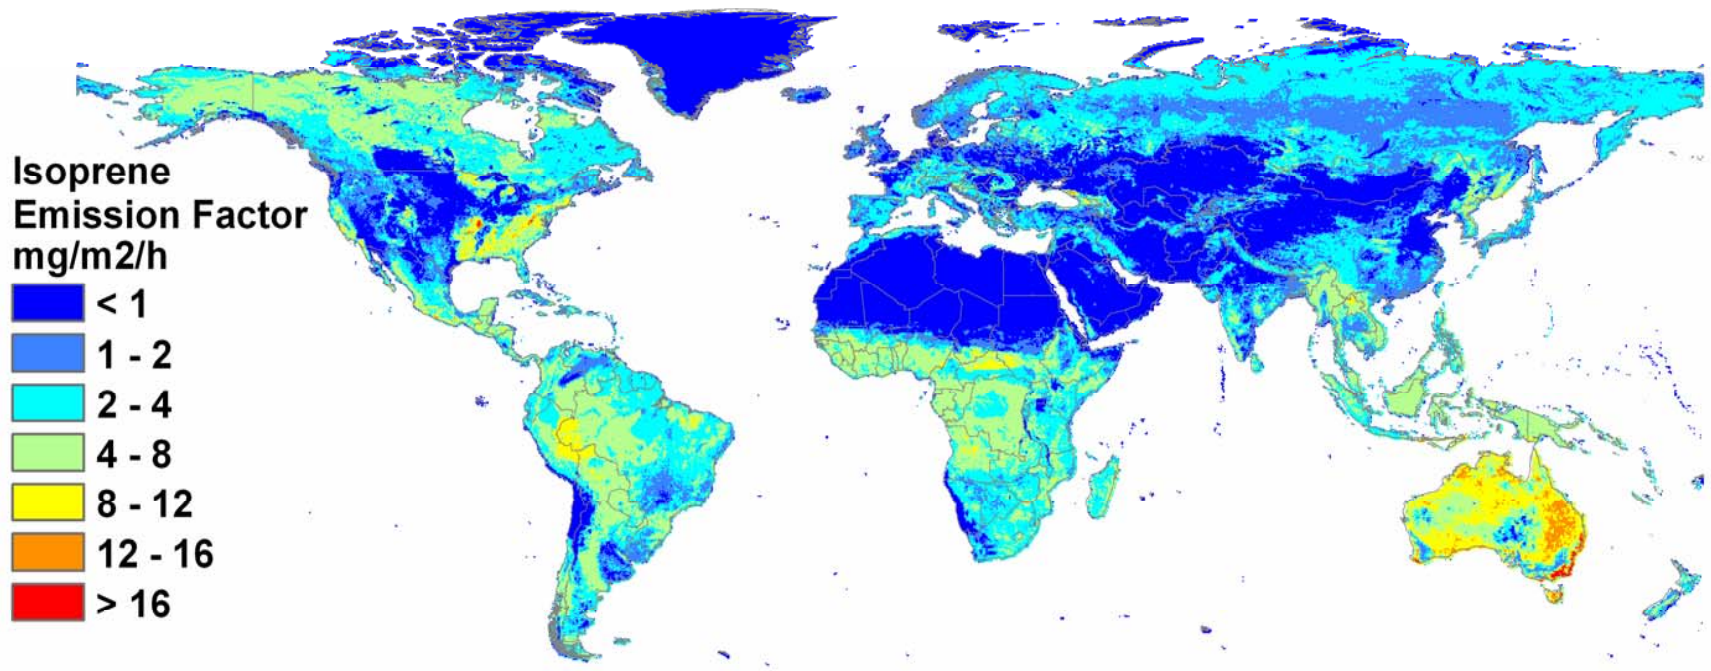 Isoprene
Emission Factor
mg/m2/h
< 1
1 - 2
2 - 4
4 - 8
8 - 12
12 - 16
> 16